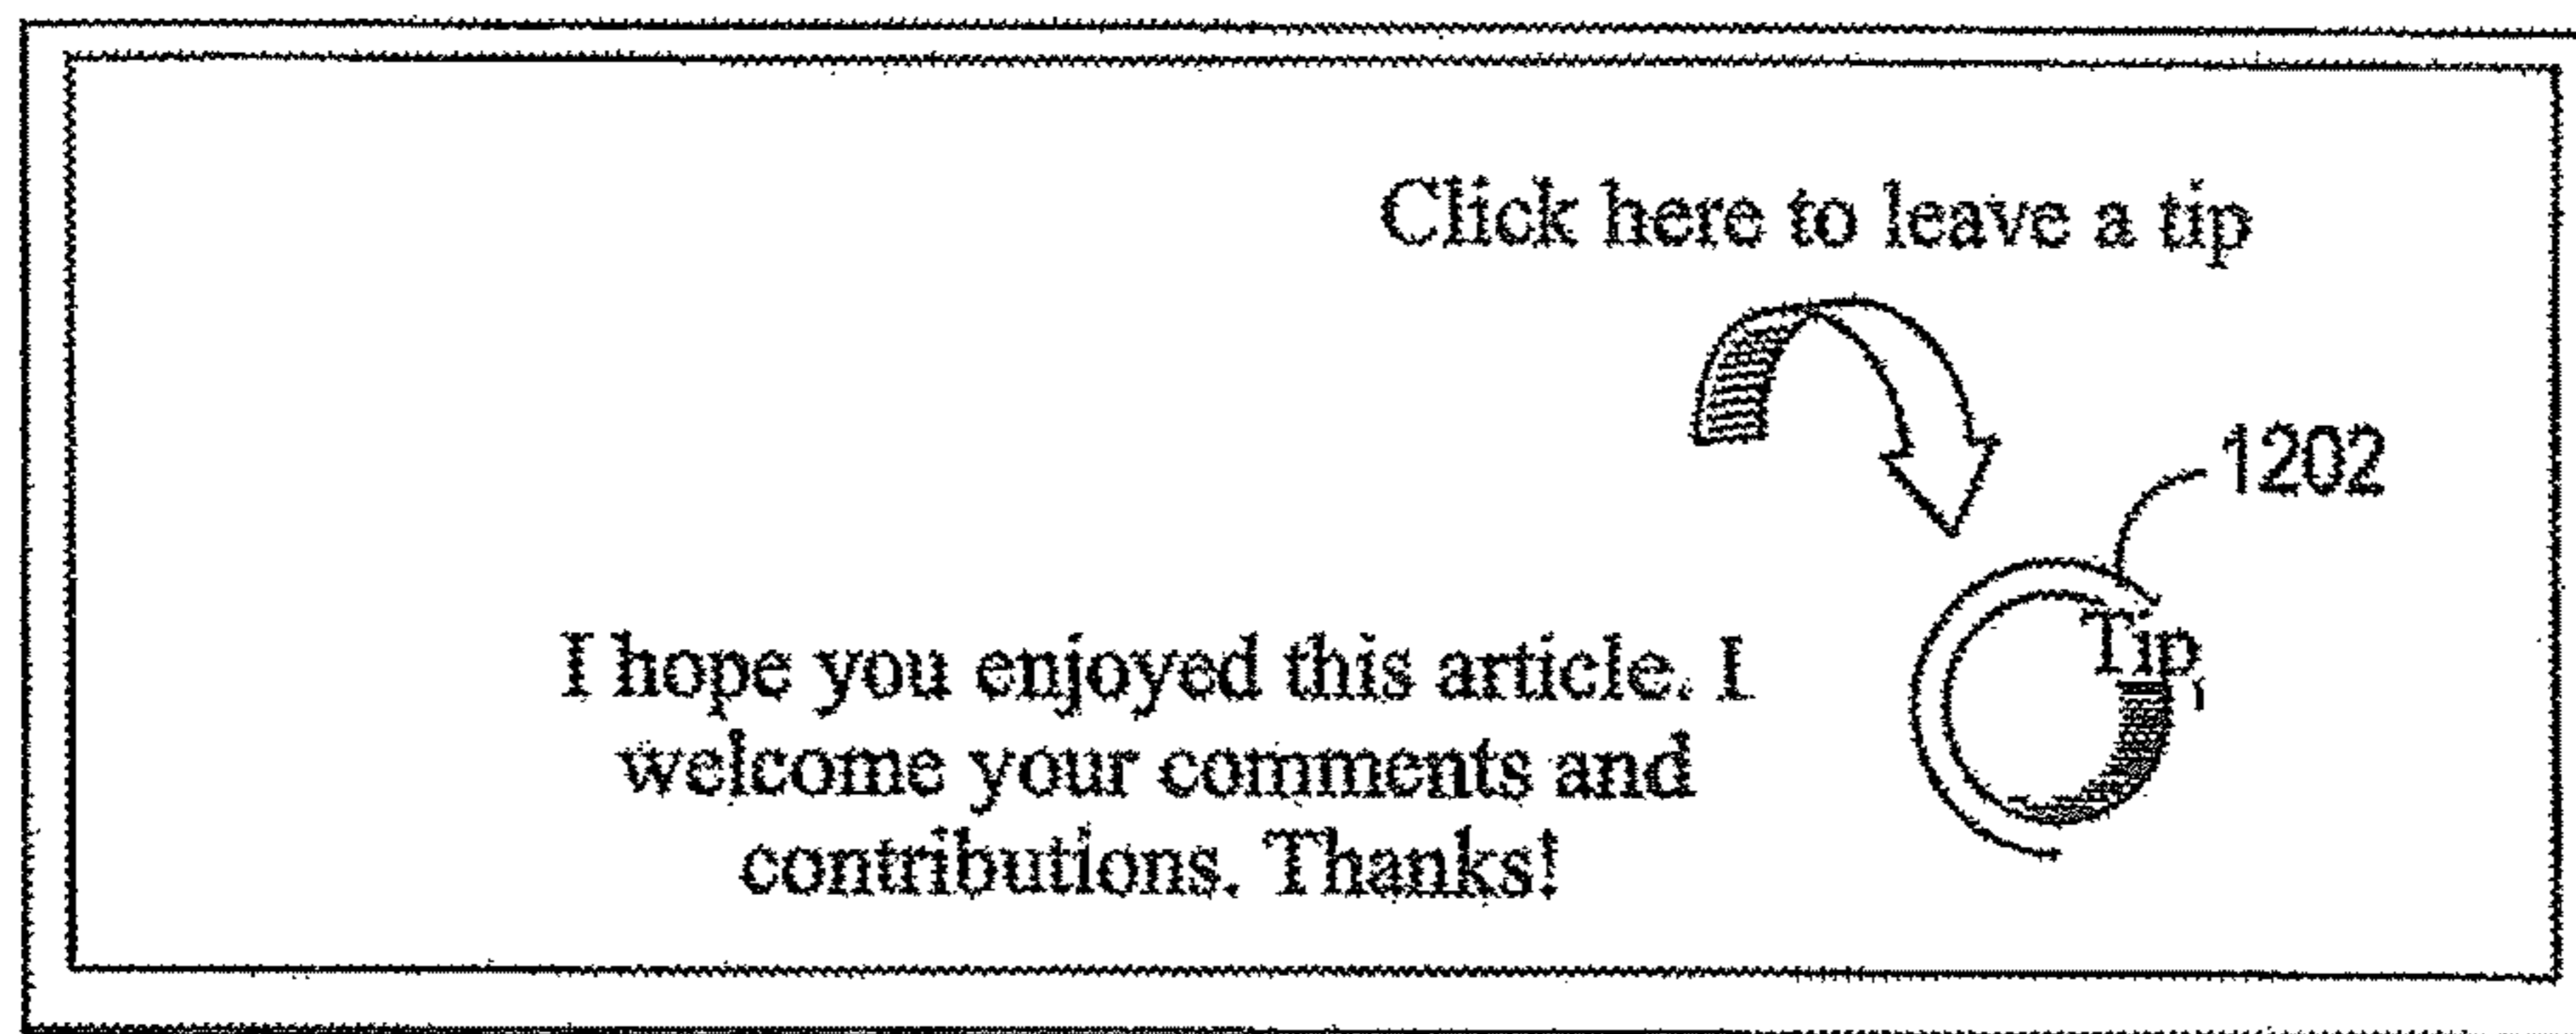 Click here to leave a tip
1202
Tip
I hope you enjoyed this article. I
welcome your comments and
contributions. Thanks!